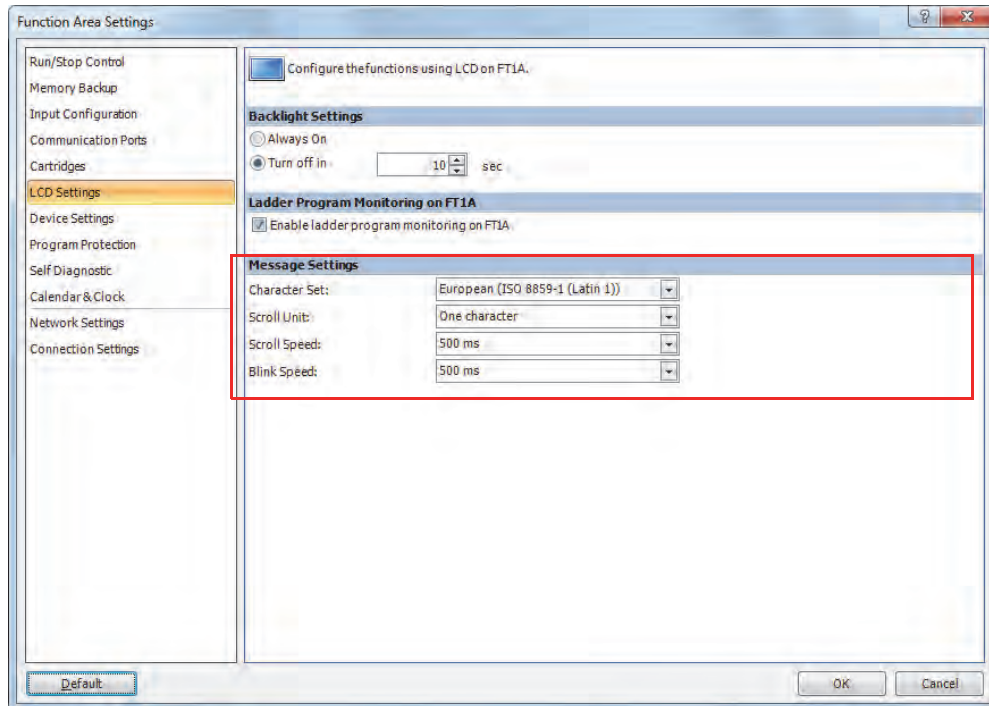 Function Area Settings
?
X
Run/Stop Control
Memory Backup
Input Configuration
Communication Ports
Cartridges
LCD Settings
Device Settings
Program Protection
Self Diagnostic
Calendar & Clock
Network Settings
Connection Settings
Configure the functions using LCD on FT1A.
Backlight Settings
Always On
Turn off in 10 sec
Ladder Program Monitoring on FT1A
Enable ladder program monitoring on FT1A
Message Settings
Character Set: European (ISO 8859-1 (Latin 1))
Scroll Unit: One character
Scroll Speed: 500 ms
Blink Speed: 500 ms
Default
OK
Cancel